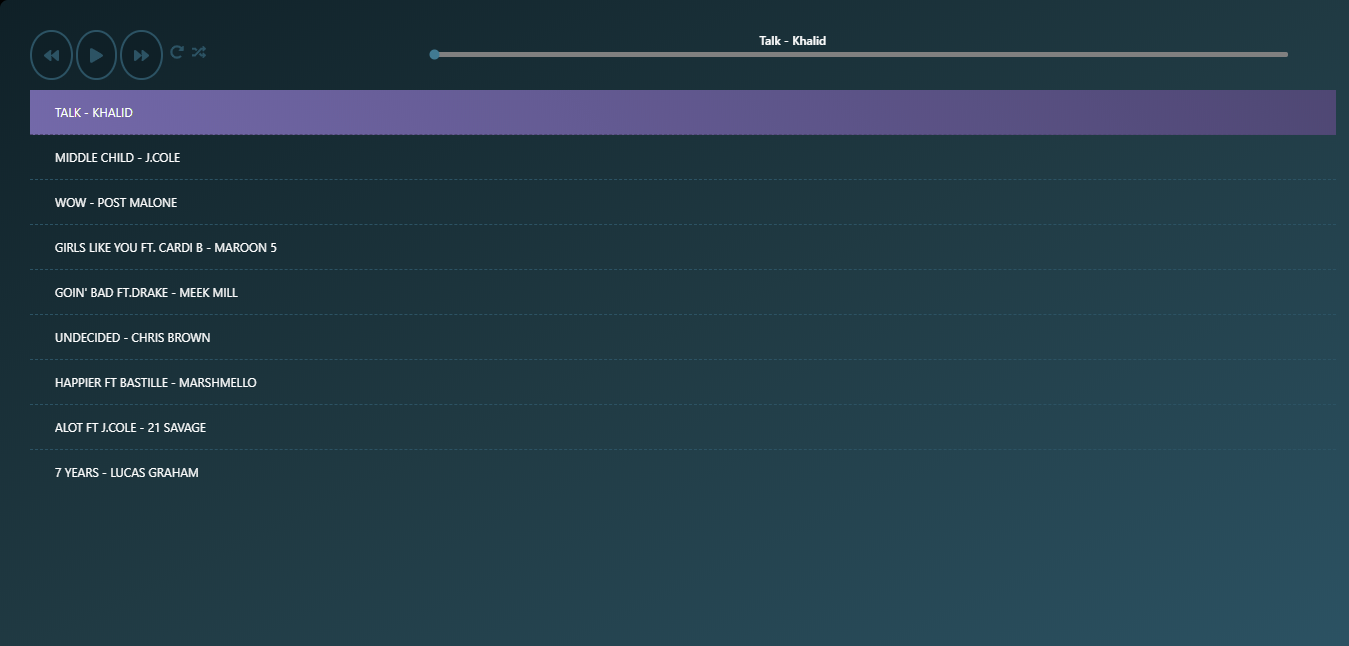 Talk - Khalid
TALK - KHALID
MIDDLE CHILD - J.COLE
WOW - POST MALONE
GIRLS LIKE YOU FT. CARDI B - MAROON 5
GOIN' BAD FT.DRAKE - MEEK MILL
UNDECIDED - CHRIS BROWN
HAPPIER FT BASTILLE - MARSHMELLO
ALOT FT J.COLE - 21 SAVAGE
7 YEARS - LUCAS GRAHAM